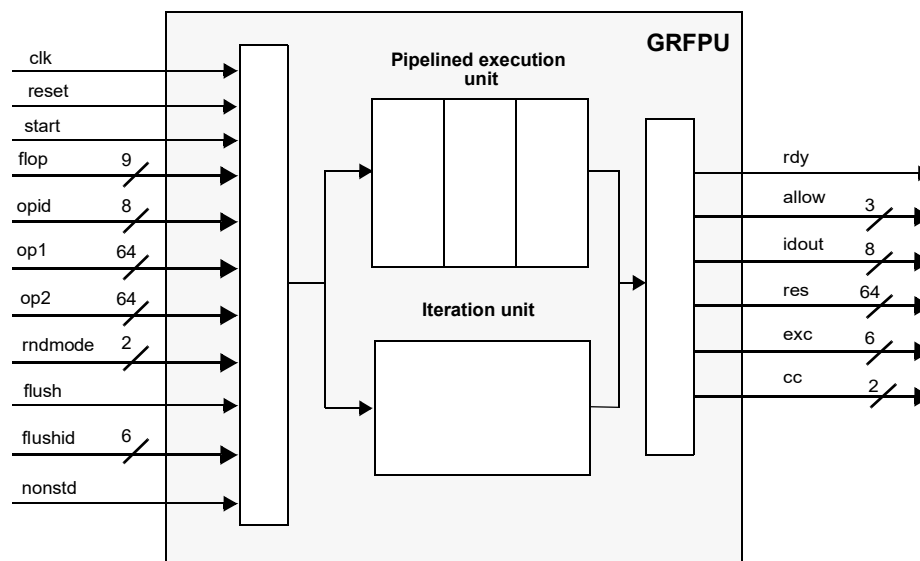 GRFPU
Pipelined execution
unit
Iteration unit
clk
reset
start
flop 9
opid 8
op1 64
op2 64
rndmode 2
flush
flushid 6
nonstd
rdy
allow 3
idout 8
res 64
exc 6
cc 2